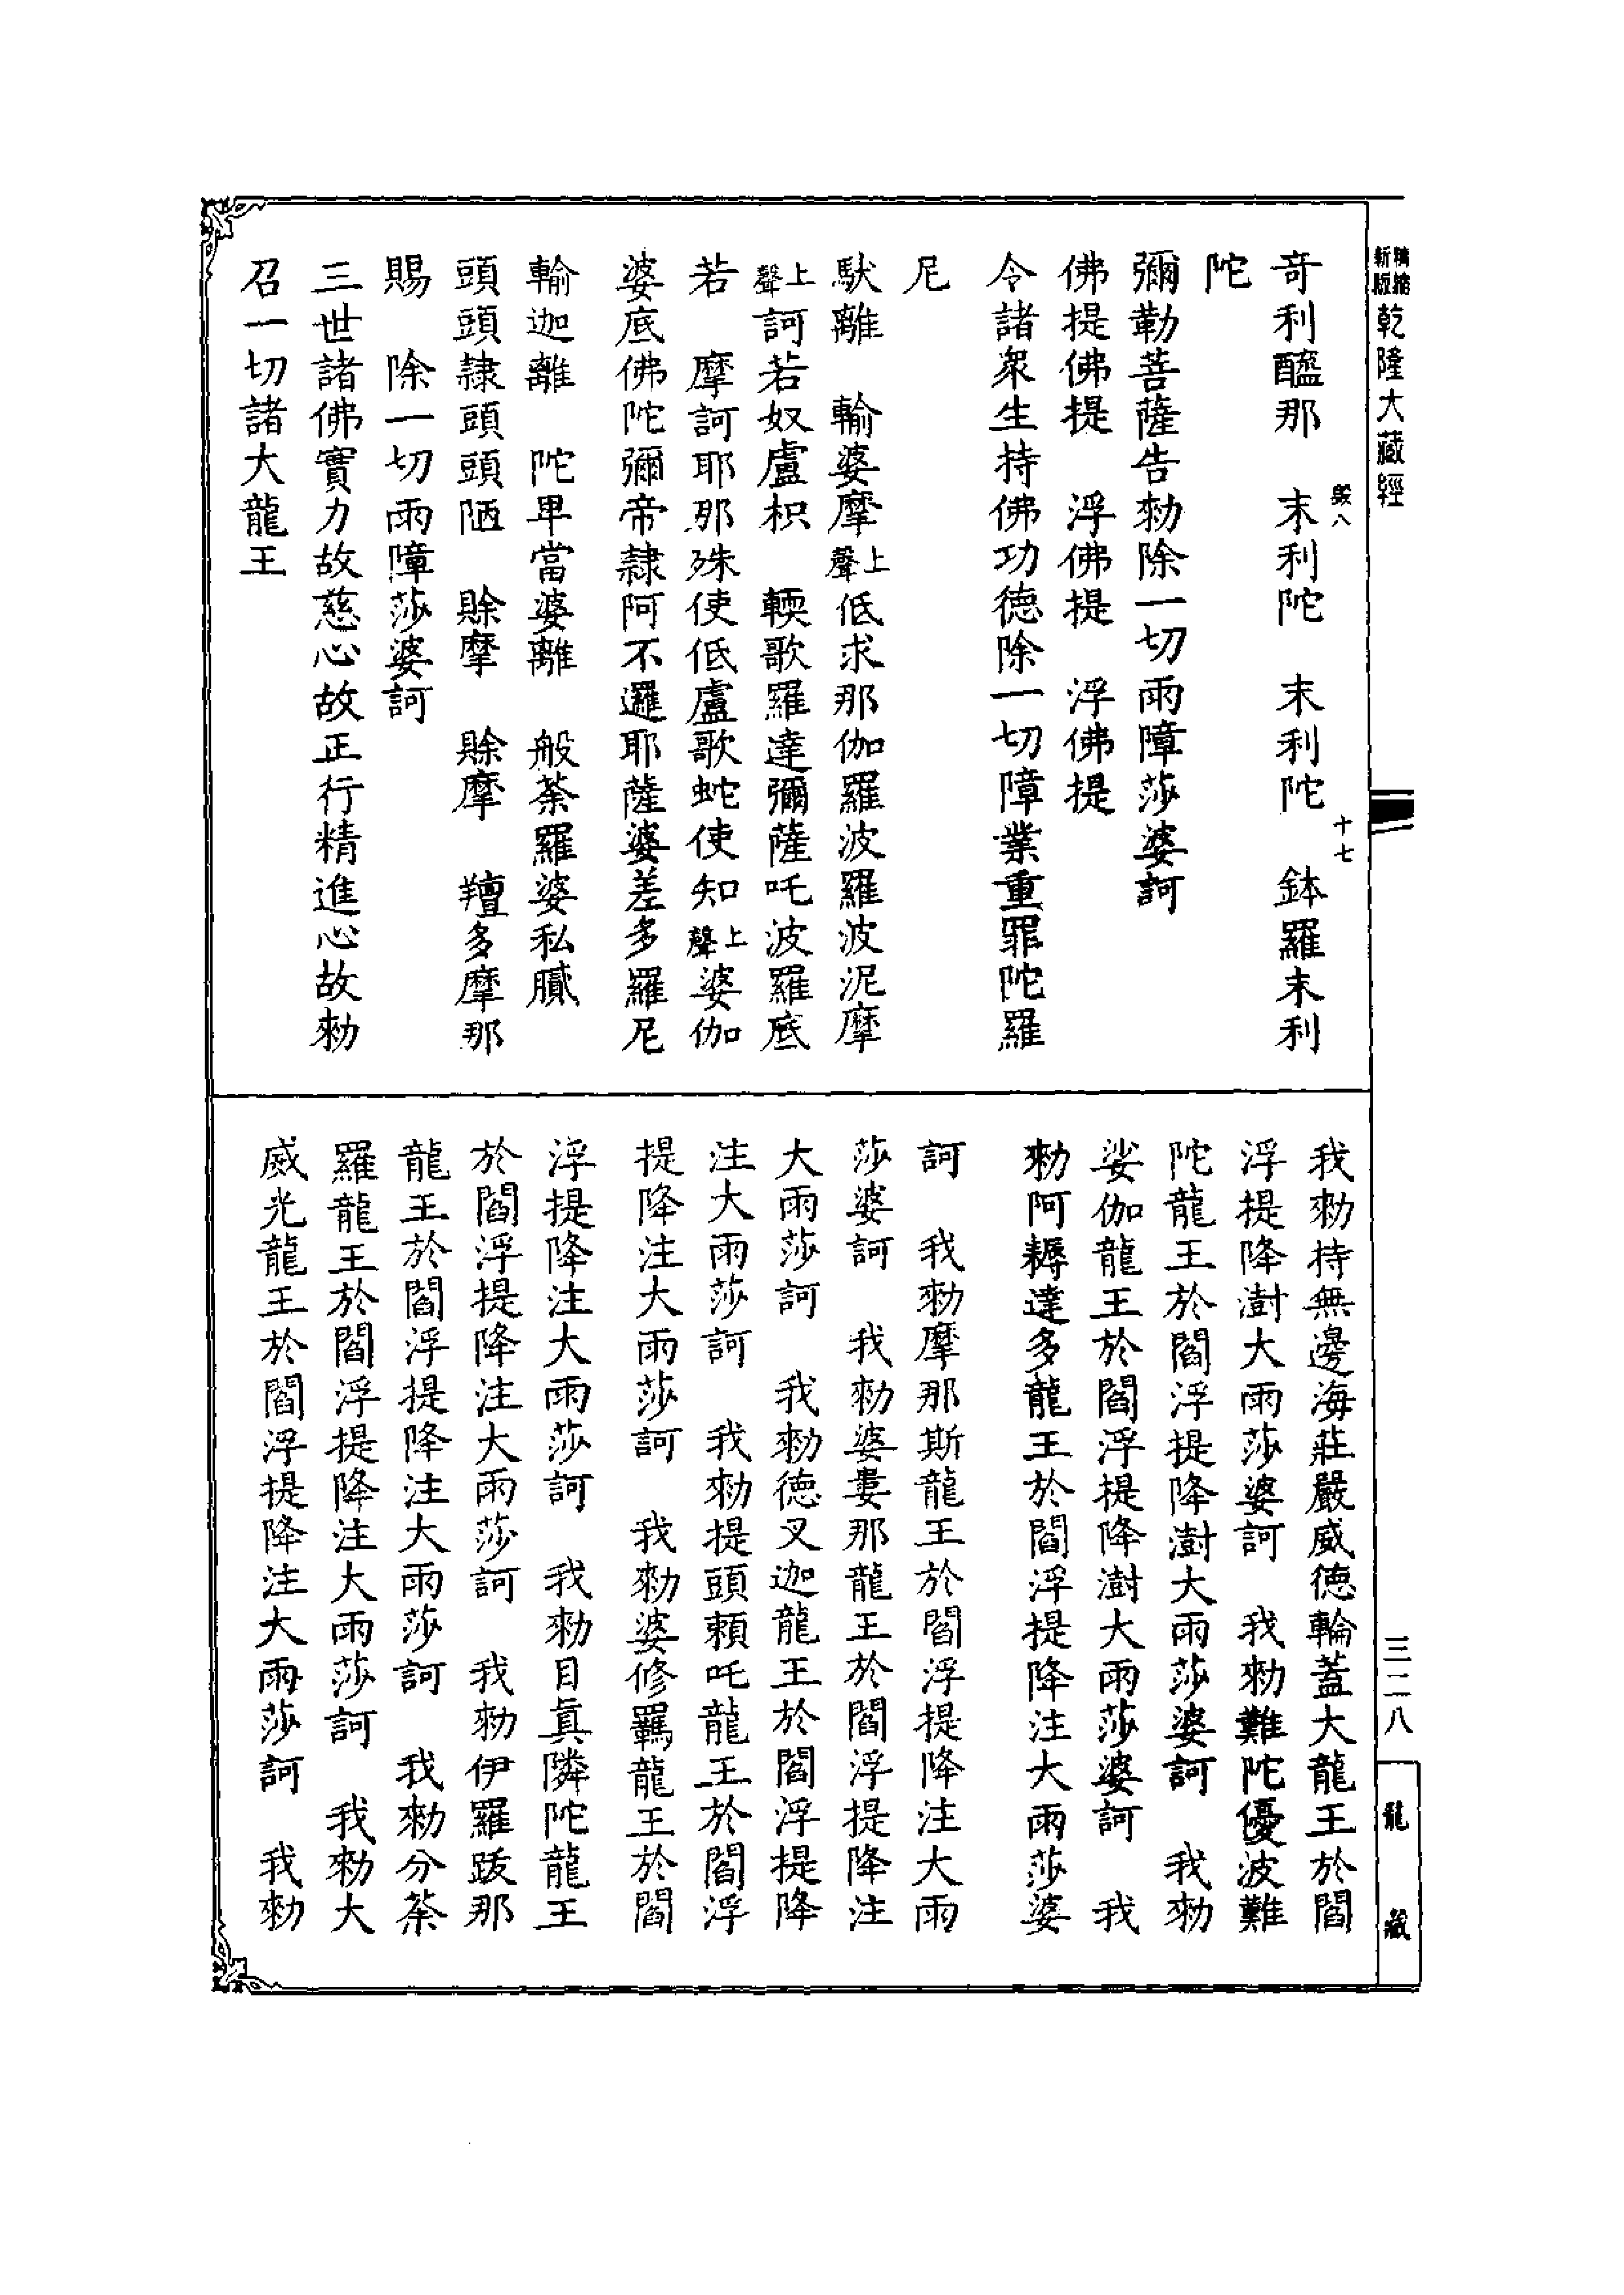 新版精縮乾隆大藏經
奇利醯那　末利陀　末利陀　鉢羅末利
陀
彌勒菩薩告勑除一切雨障莎婆訶
佛提佛提　浮佛提　浮佛提
令諸眾生持佛功德除一切障業重罪陀羅
尼
馱離　輸婆摩上聲低求那伽羅波羅波泥摩
上聲訶若奴盧枳　輭歌羅達彌薩吒波羅底
若　摩訶耶那殊使低盧歌蛇使知上聲婆伽
婆底佛陀彌帝隸阿不邏耶薩婆差多羅尼
輸迦離　陀卑當婆離　般荼羅婆私膩
頭頭隸頭頭陋　賒摩　賒摩　羶多摩那
賜　除一切雨障莎婆訶
三世諸佛實力故慈心故正行精進心故勑
召一切諸大龍王
殷八
十七
我勑持無邊海莊嚴威德輪蓋大龍王於閻
浮提降澍大雨莎婆訶　我勑難陀優波難
陀龍王於閻浮提降澍大雨莎婆訶　我勑
娑伽龍王於閻浮提降澍大雨莎婆訶　我
勑阿耨達多龍王於閻浮提降注大雨莎婆
訶　我勑摩那斯龍王於閻浮提降注大雨
莎婆訶　我勑婆婁那龍王於閻浮提降注
大雨莎訶　我勑德叉迦龍王於閻浮提降
注大雨莎訶　我勑提頭賴吒龍王於閻浮
提降注大雨莎訶　我勑婆修羈龍王於閻
浮提降注大雨莎訶　我勑目真隣陀龍王
於閻浮提降注大雨莎訶　我勑伊羅跋那
龍王於閻浮提降注大雨莎訶　我勑分荼
羅龍王於閻浮提降注大雨莎訶　我勑大
威光龍王於閻浮提降注大雨莎訶　我勑
三二八
龍藏